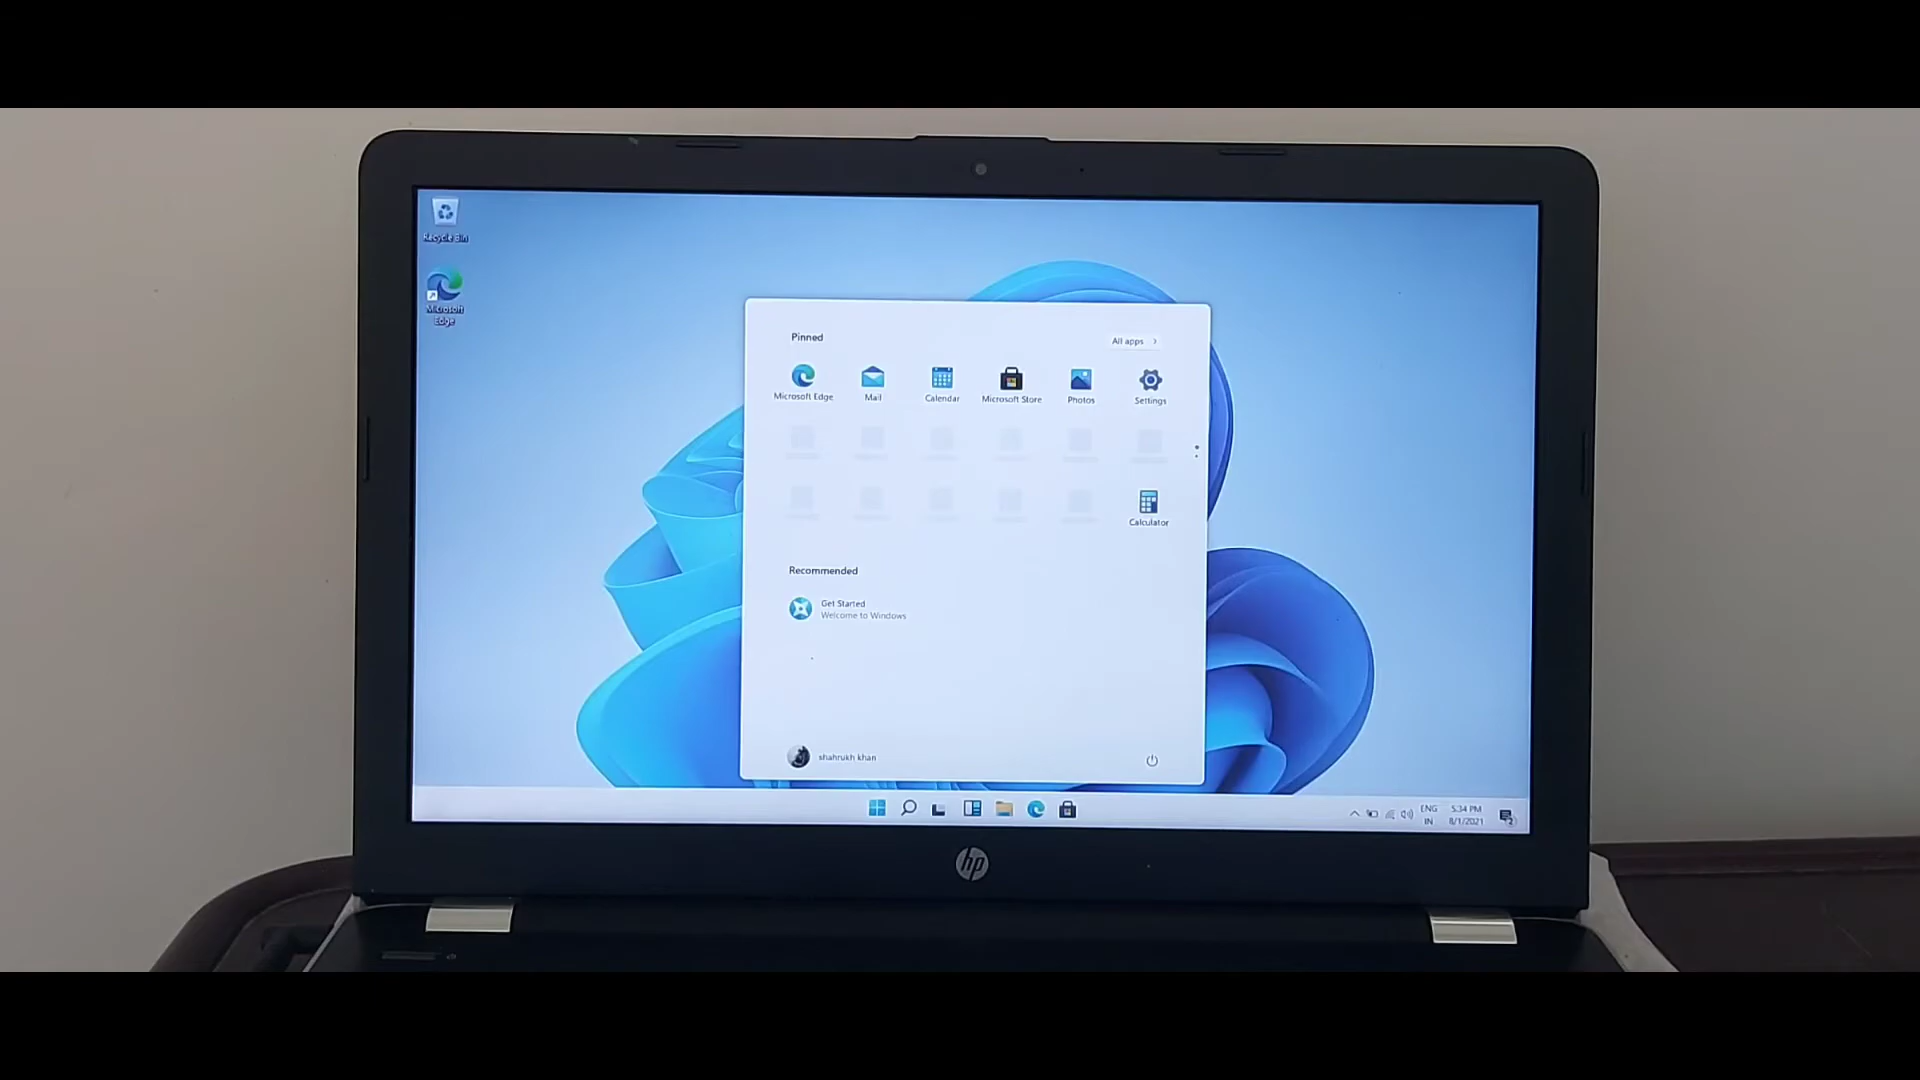 Recycle Bin
Microsoft
Edge
Pinned
All apps
Microsoft Edge
Mail
Calendar
Microsoft Store
Photos
Settings
Calculator
Recommended
Get Started
Welcome to Windows
shahrukh khan
ENG
IN
5:34 PM
8/1/2021
2
hp